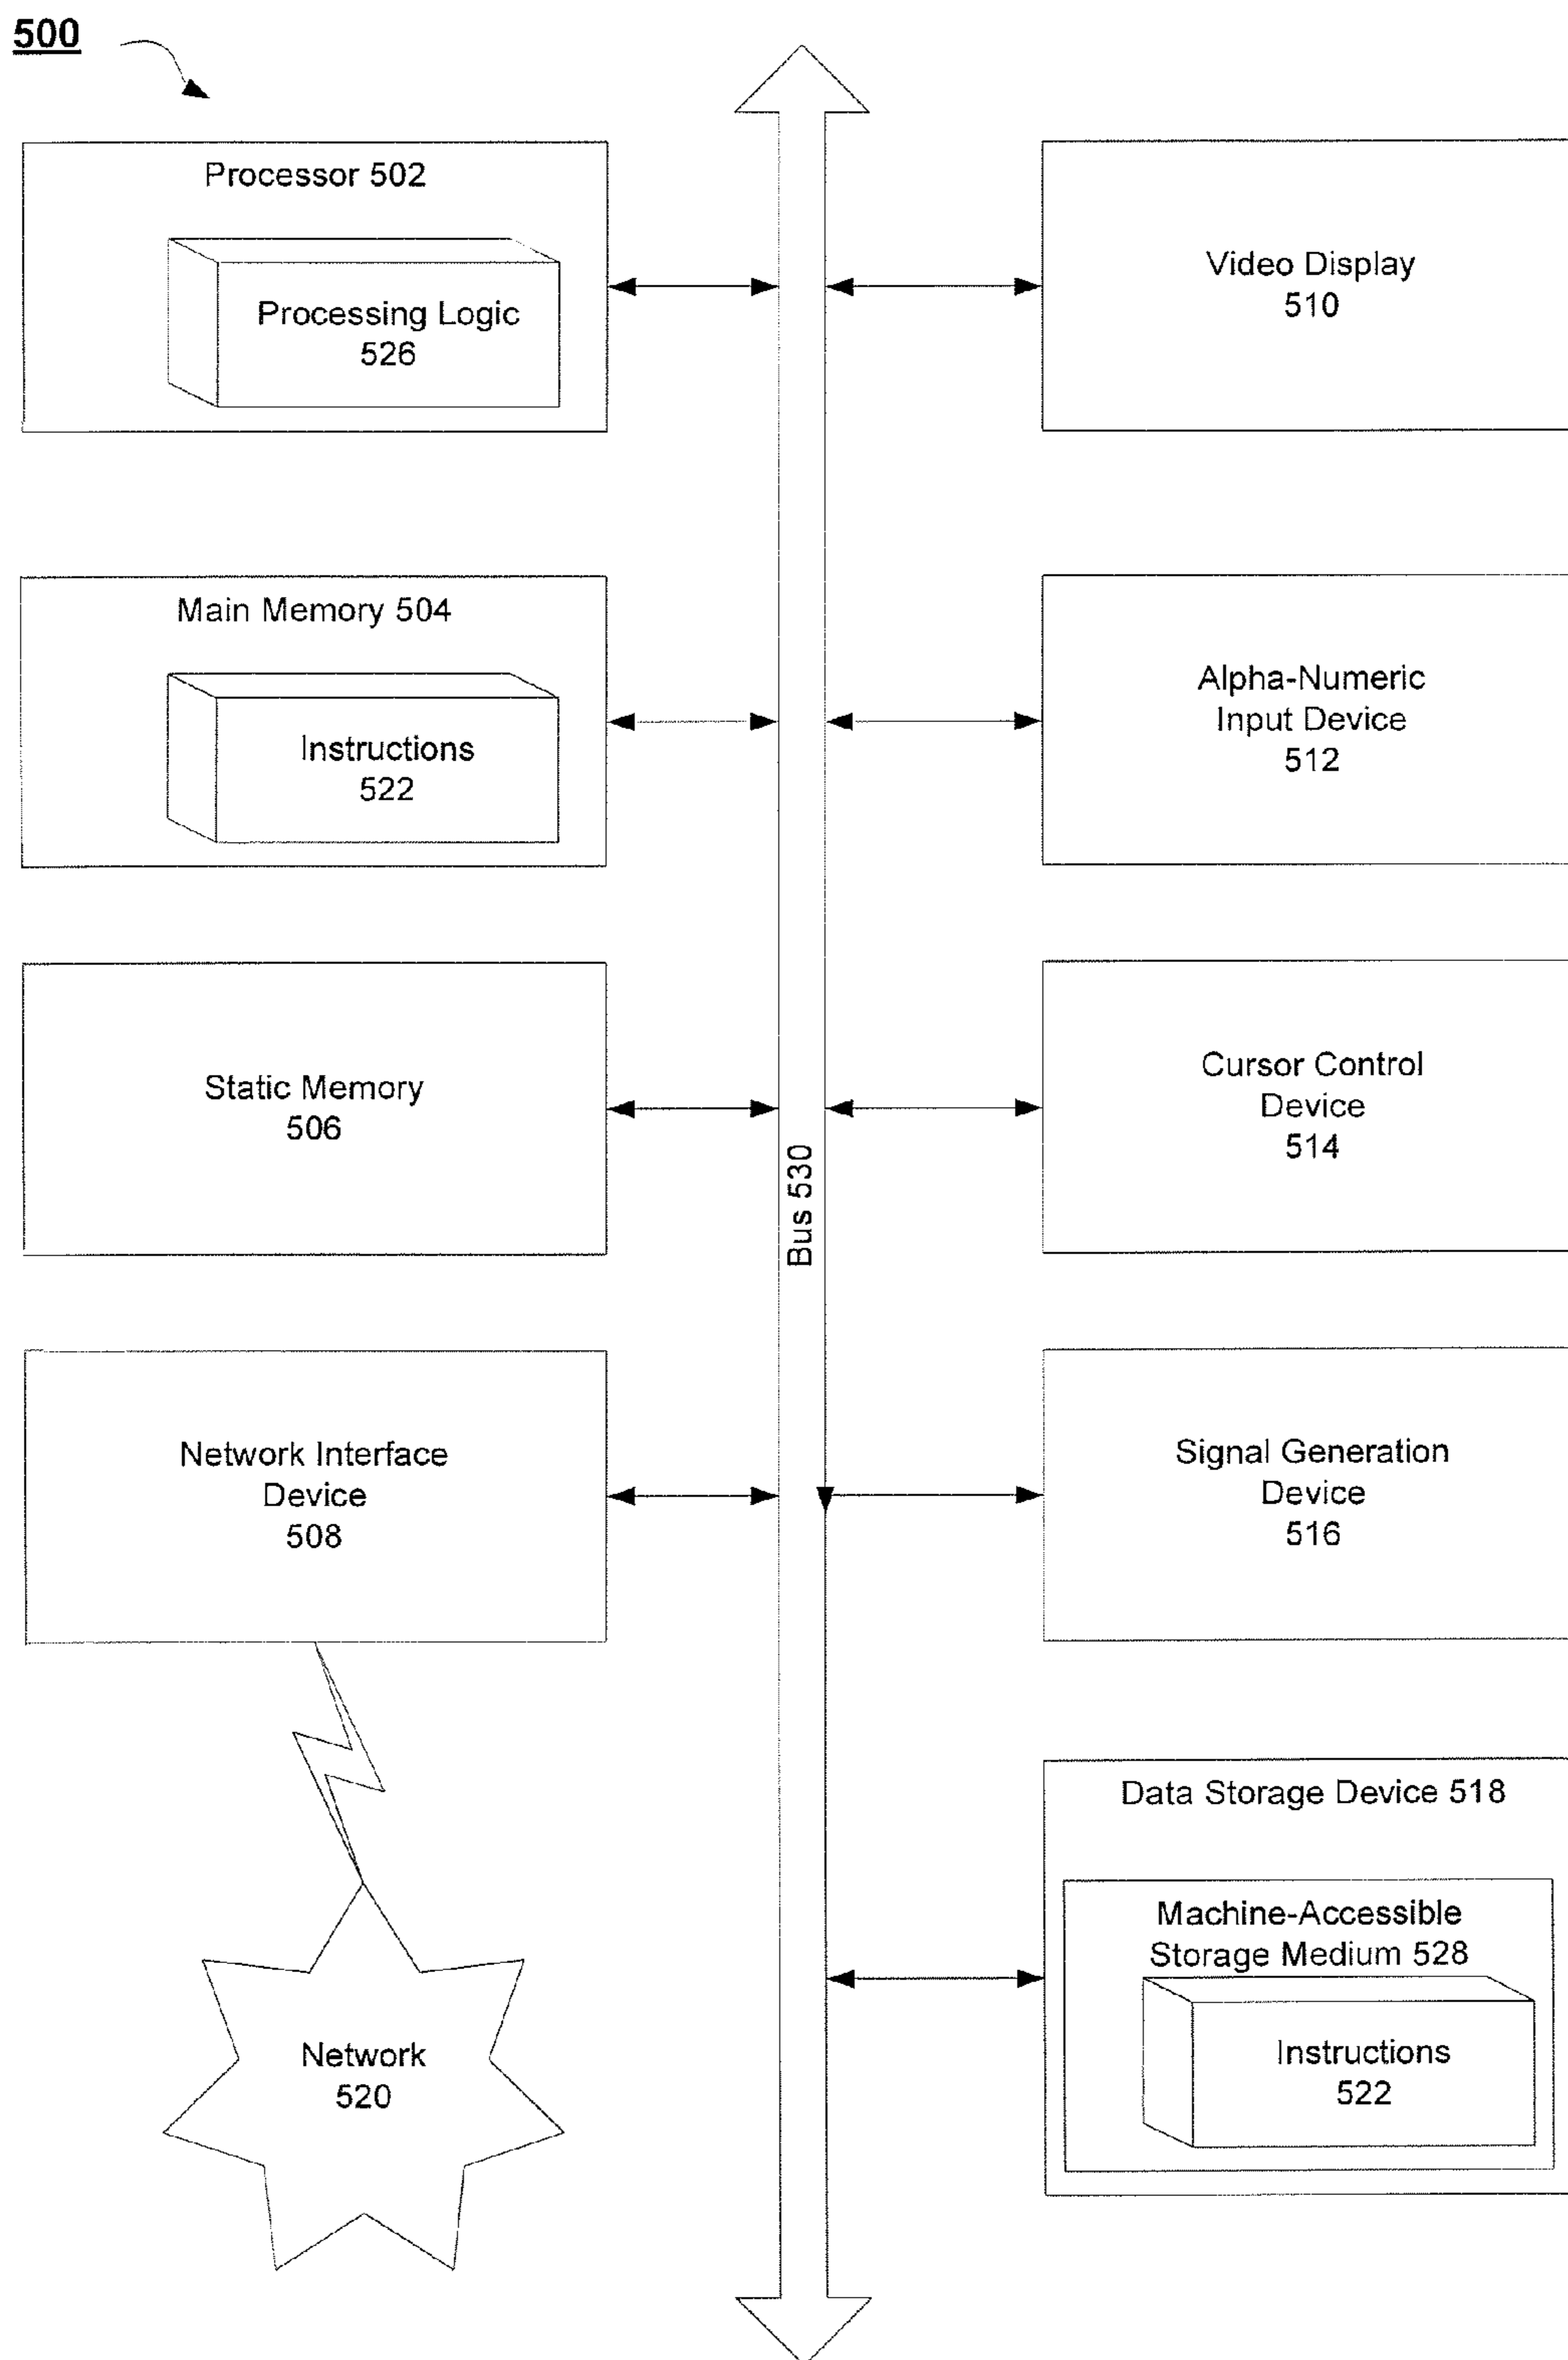 500
Processor 502
Processing Logic
526
Video Display
510
Main Memory 504
Instructions
522
Alpha-Numeric
Input Device
512
Static Memory
506
Cursor Control
Device
514
Bus 530
Network Interface
Device
508
Signal Generation
Device
516
Data Storage Device 518
Machine-Accessible
Storage Medium 528
Instructions
522
Network
520